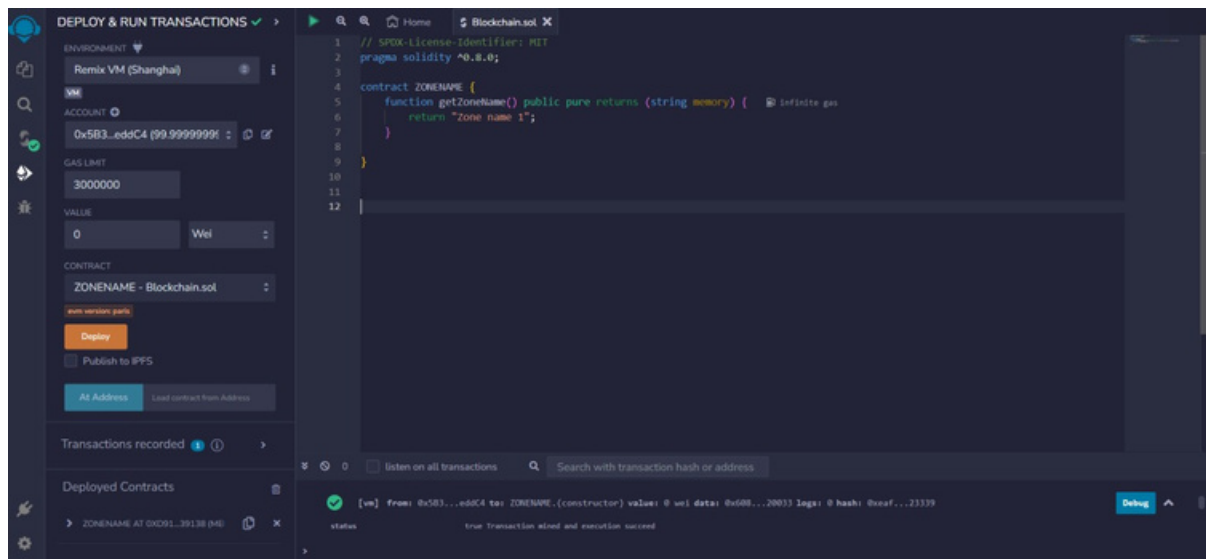 DEPLOY & RUN TRANSACTIONS
ENVIRONMENT
Remix VM (Shanghai)
VM
ACCOUNT
0x5B3...eddC4 (99.9999999
GAS LIMIT
3000000
VALUE
0 Wei
CONTRACT
ZONENAME - Blockchain.sol
evm version: paris
Deploy
Publish to IPFS
At Address Load contract from Address
Transactions recorded 1 i
Deployed Contracts
ZONENAME AT 0XD91...39138 (ME
Home Blockchain.sol
1 // SPDX-License-Identifier: MIT
2 pragma solidity ^0.8.0;
3
4 contract ZONENAME {
5 function getZoneName() public pure returns (string memory) { infinite gas
6 return "Zone name 1";
7 }
8
9 }
10
11
12
0 listen on all transactions Search with transaction hash or address
[vm] from: 0x5B3...eddC4 to: ZONENAME.(constructor) value: 0 wei data: 0x608...20033 logs: 0 hash: 0xeaf...23339 Debug
status true Transaction mined and execution succeed
>